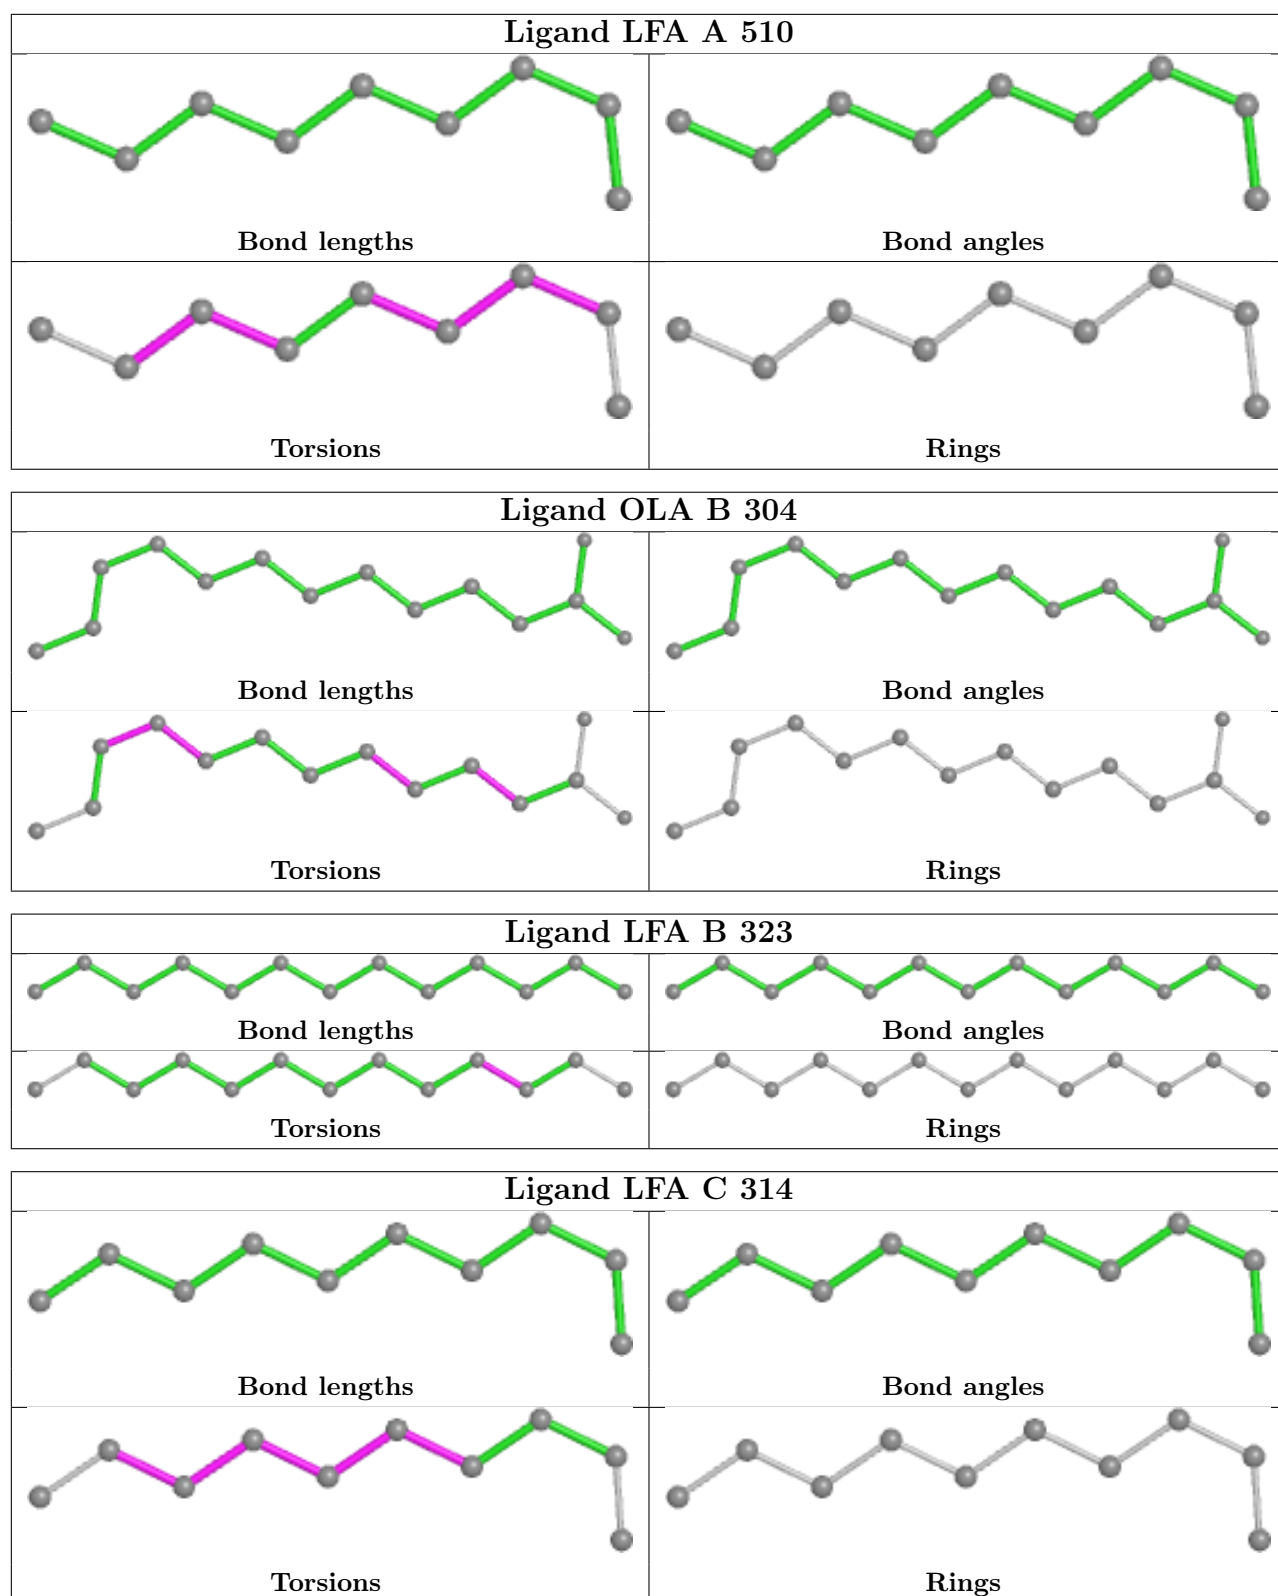 Ligand LFA A 510
Bond lengths Bond angles
Torsions Rings
Ligand OLA B 304
Bond lengths Bond angles
Torsions Rings
Ligand LFA B 323
Bond lengths Bond angles
Torsions Rings
Ligand LFA C 314
Bond lengths Bond angles
Torsions Rings